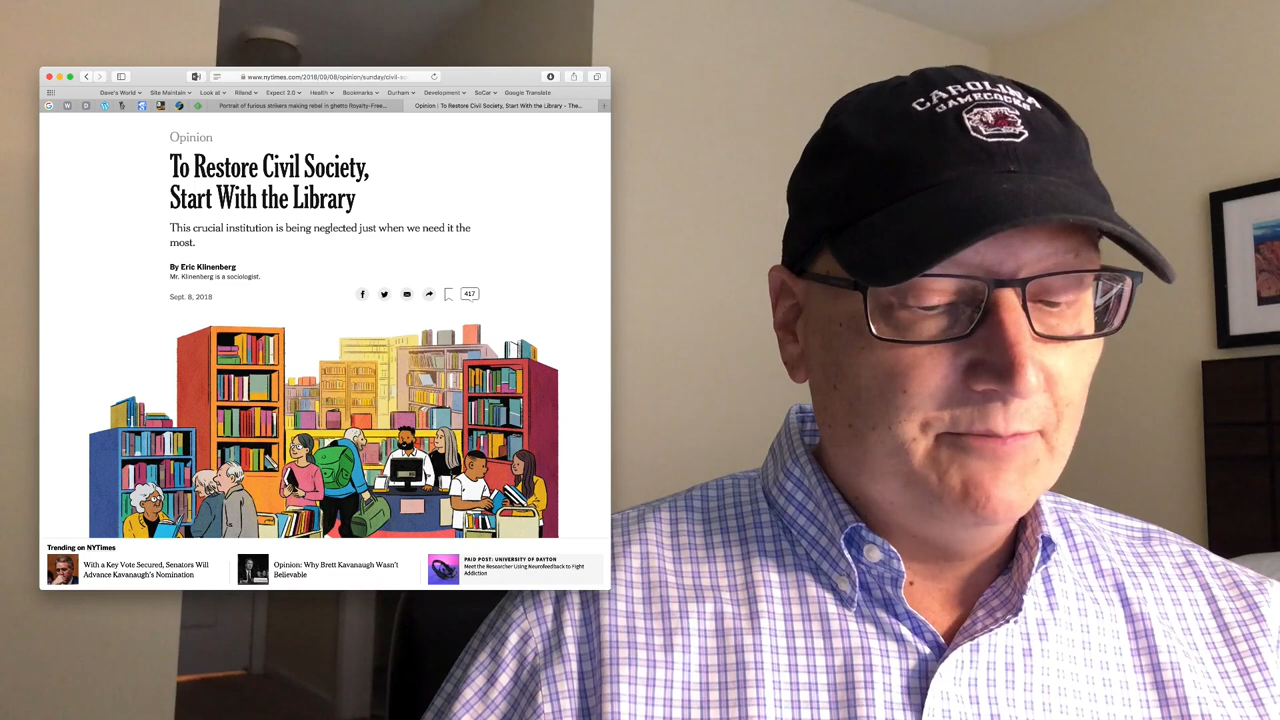 www.nytimes.com/2018/09/08/opinion/sunday/civil-so
Dave's World Site Maintain Look at Riland Expect 2.0 Health Bookmarks Durham Development SoCar Google Translate
Portrait of furious strikers making rebel in ghetto Royalty-Free...
Opinion | To Restore Civil Society, Start With the Library - The...
Opinion
To Restore Civil Society,
Start With the Library
This crucial institution is being neglected just when we need it the
most.
By Eric Klinenberg
Mr. Klinenberg is a sociologist.
Sept. 8, 2018
417
Trending on NYTimes
With a Key Vote Secured, Senators Will
Advance Kavanaugh's Nomination
Opinion: Why Brett Kavanaugh Wasn't
Believable
PAID POST: UNIVERSITY OF DAYTON
Meet the Researcher Using Neurofeedback to Fight
Addiction
CAROLINA
GAMECOCKS